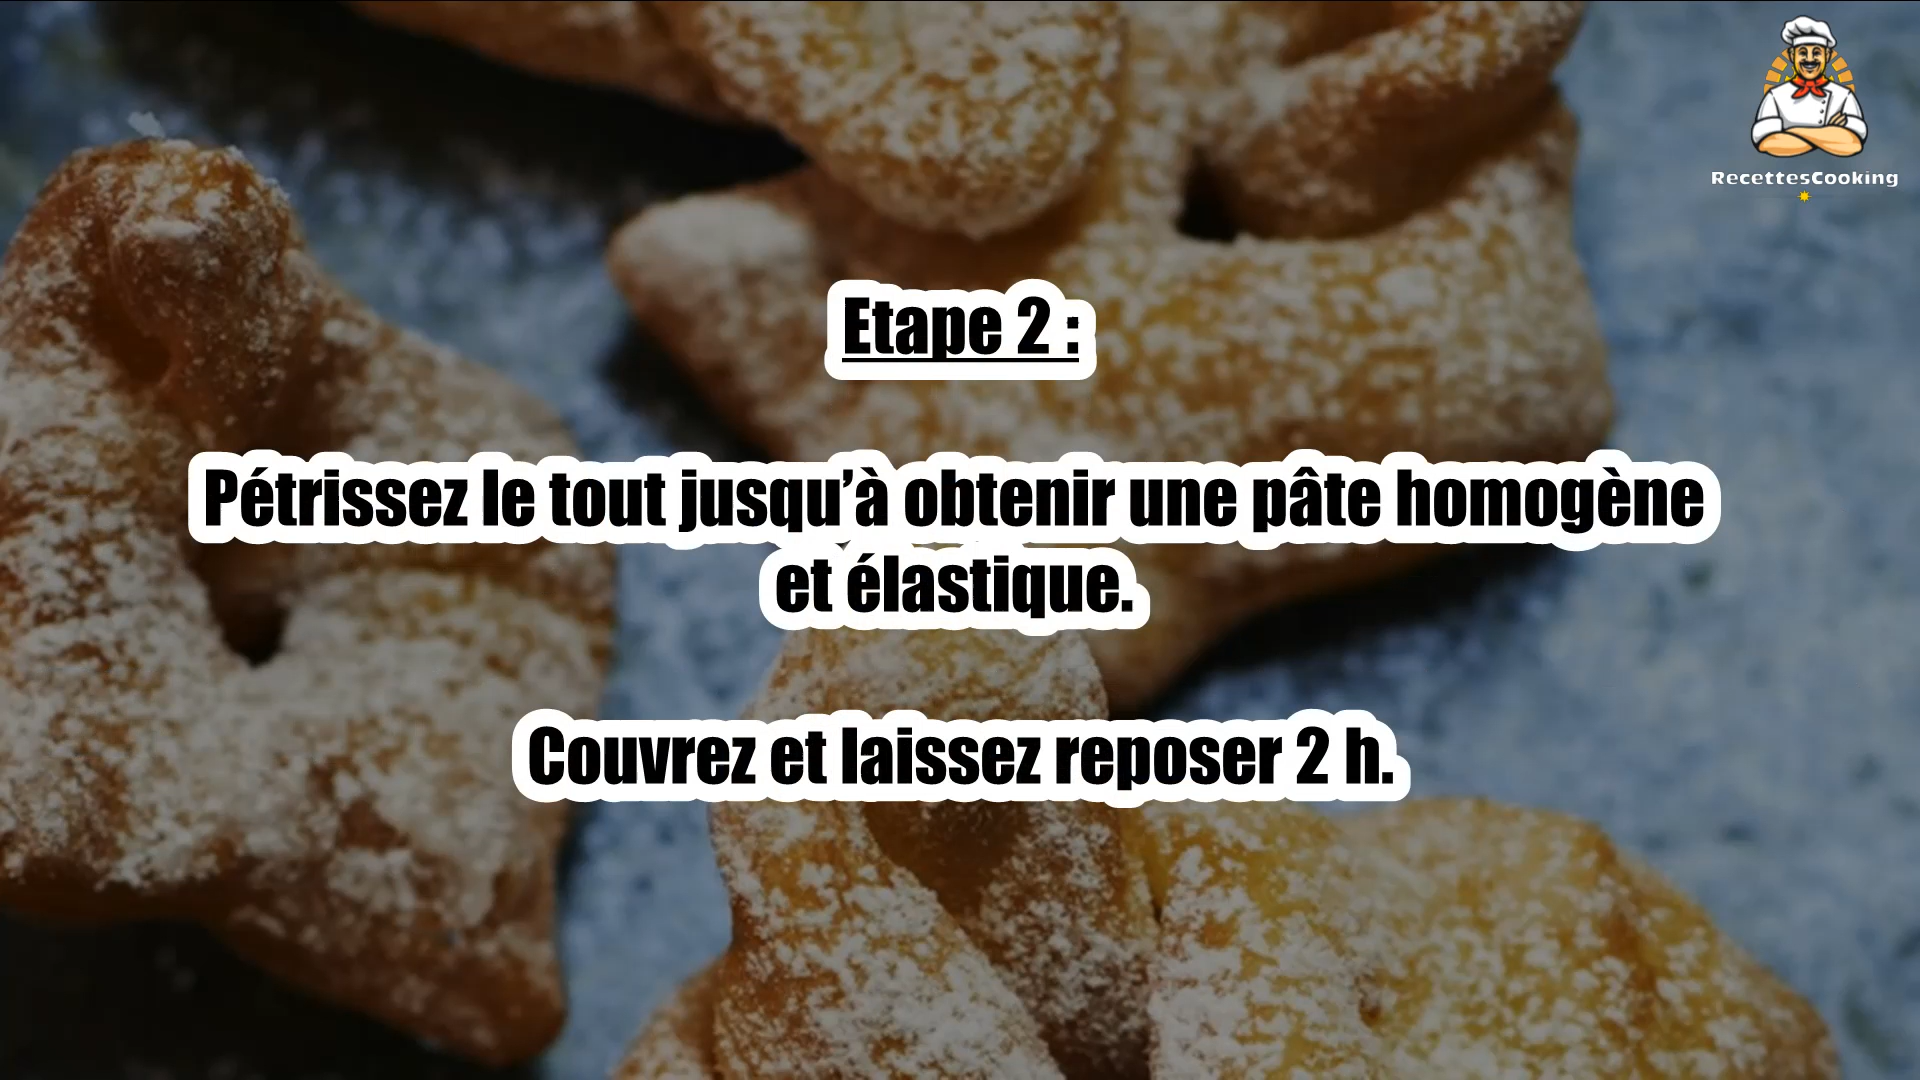 RecettesCooking
Etape 2 :
Pétrissez le tout jusqu’à obtenir une pâte homogène
et élastique.
Couvrez et laissez reposer 2 h.